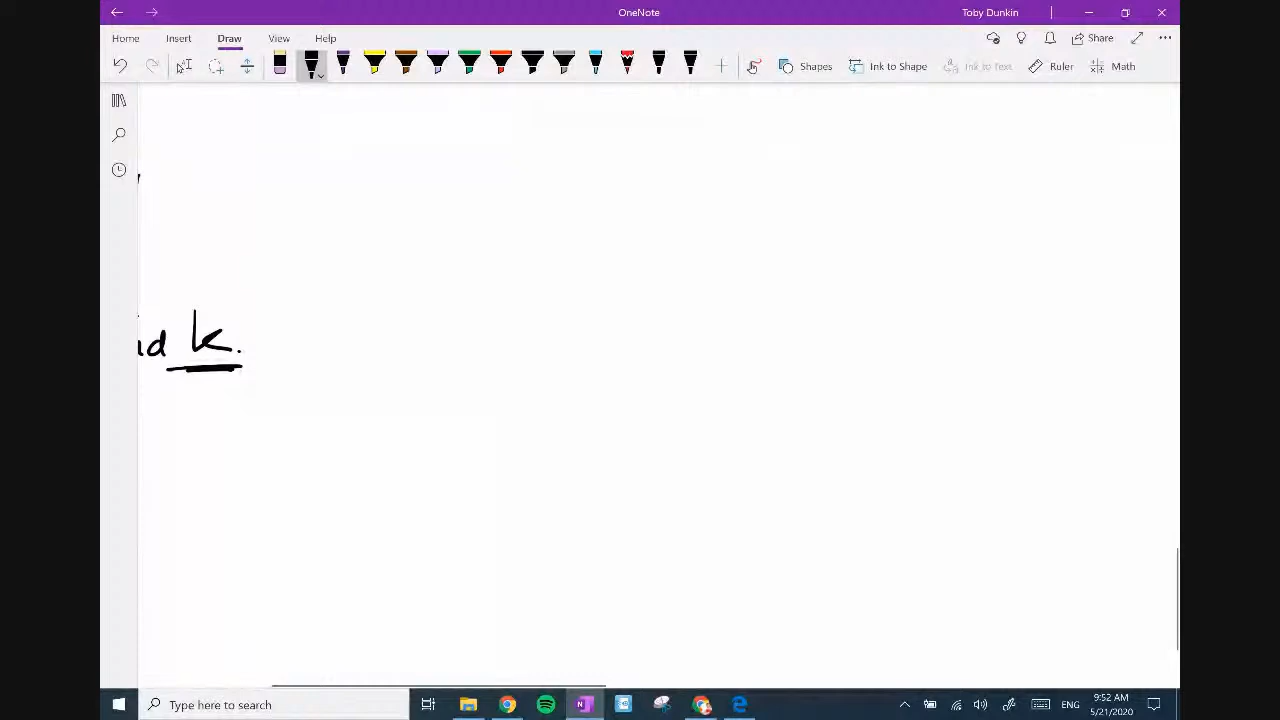 OneNote
Toby Dunkin
Home Insert Draw View Help
Share
Shapes Ink to Shape Ink to Text Ruler Math
k.
Type here to search
ENG
9:52 AM
5/21/2020